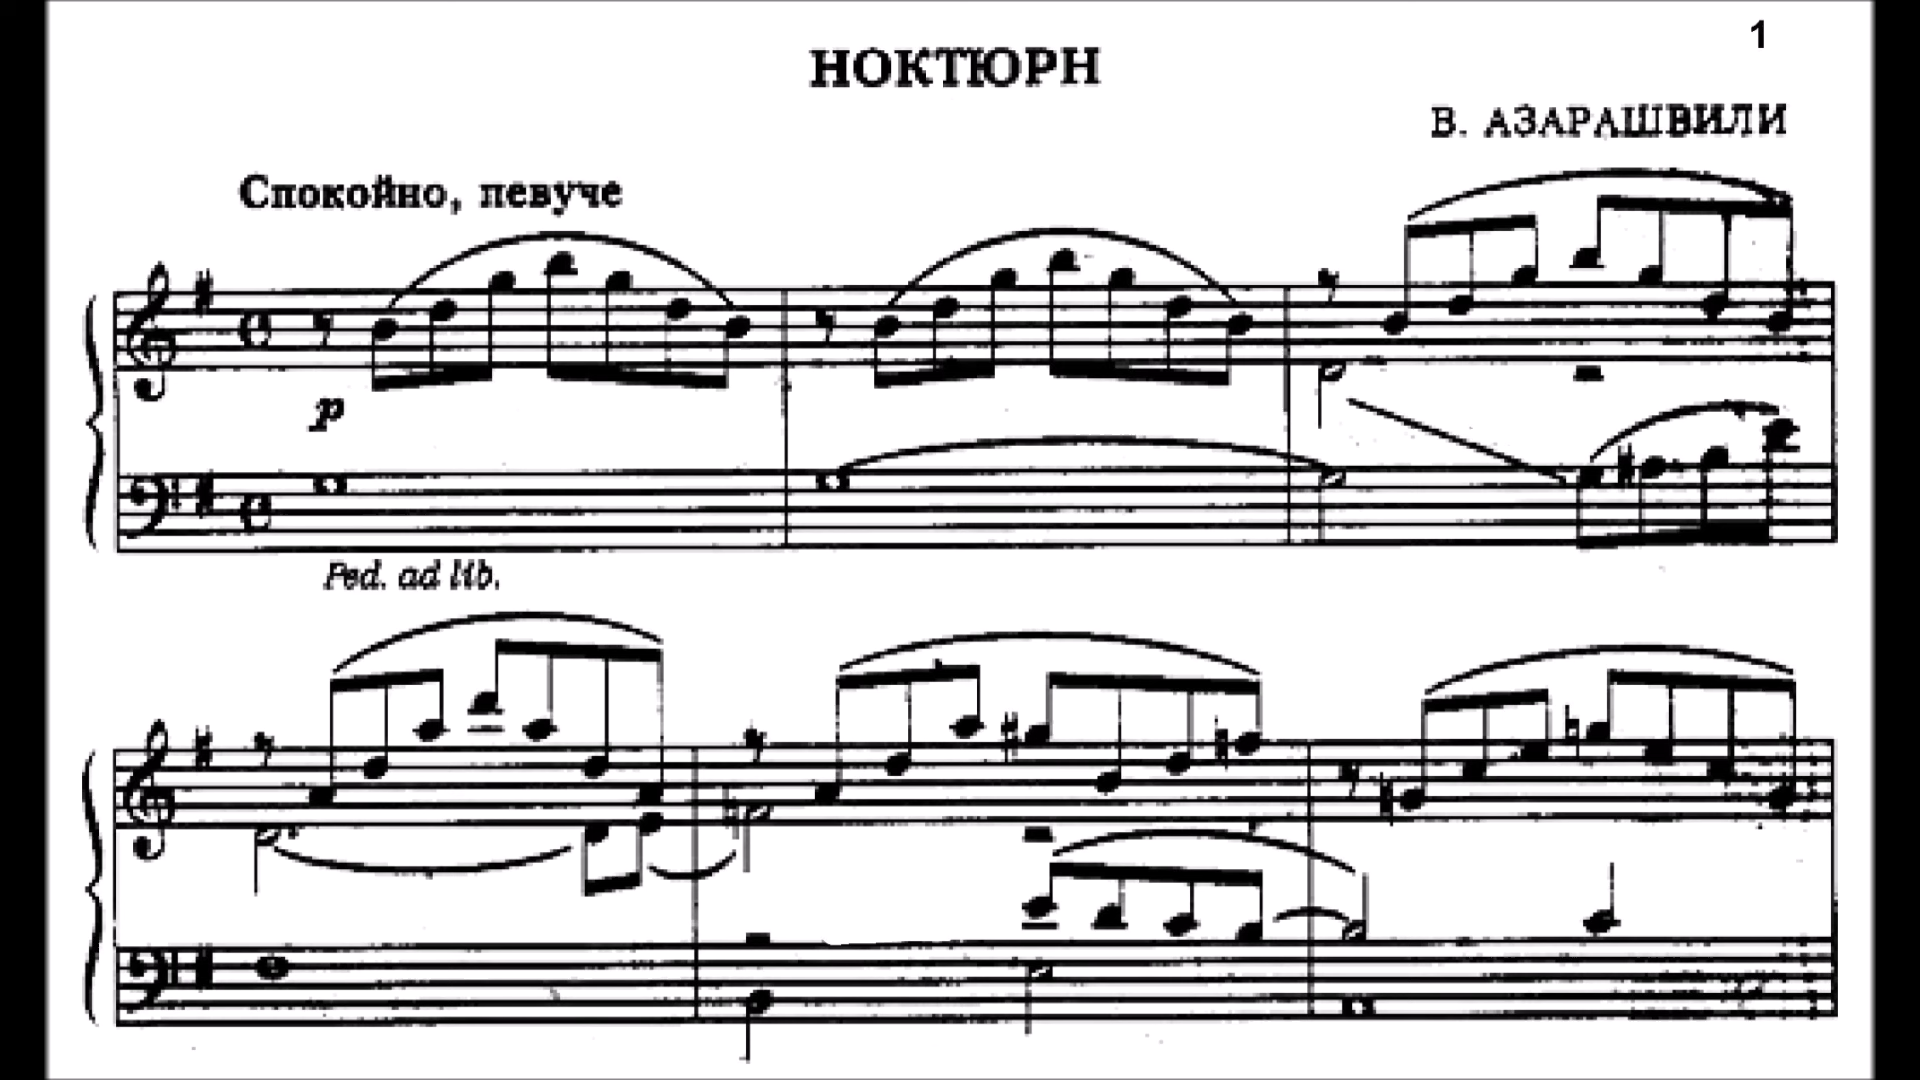 1
НОКТЮРН
В. АЗАРАШВИЛИ
Спокойно, певуче
p
Ped. ad lib.